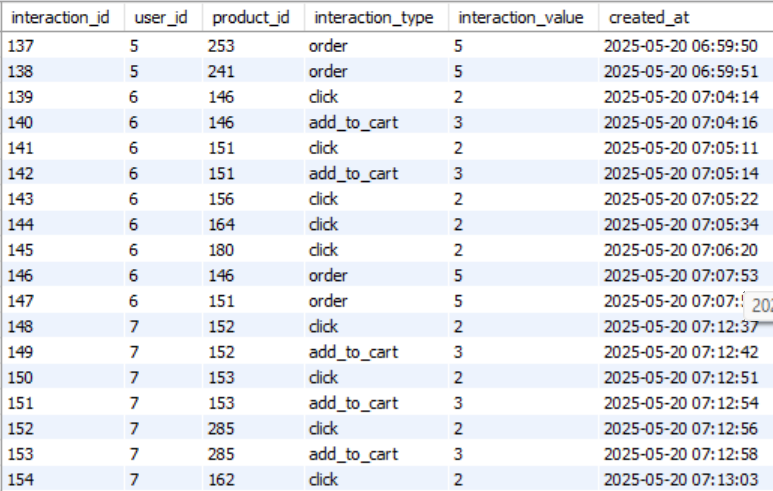 interaction_id user_id product_id interaction_type interaction_value created_at
137 5 253 order 5 2025-05-20 06:59:50
138 5 241 order 5 2025-05-20 06:59:51
139 6 146 click 2 2025-05-20 07:04:14
140 6 146 add_to_cart 3 2025-05-20 07:04:16
141 6 151 click 2 2025-05-20 07:05:11
142 6 151 add_to_cart 3 2025-05-20 07:05:14
143 6 156 click 2 2025-05-20 07:05:22
144 6 164 click 2 2025-05-20 07:05:34
145 6 180 click 2 2025-05-20 07:06:20
146 6 146 order 5 2025-05-20 07:07:53
147 6 151 order 5 2025-05-20 07:07:
148 7 152 click 2 2025-05-20 07:12:37
149 7 152 add_to_cart 3 2025-05-20 07:12:42
150 7 153 click 2 2025-05-20 07:12:51
151 7 153 add_to_cart 3 2025-05-20 07:12:54
152 7 285 click 2 2025-05-20 07:12:56
153 7 285 add_to_cart 3 2025-05-20 07:12:58
154 7 162 click 2 2025-05-20 07:13:03